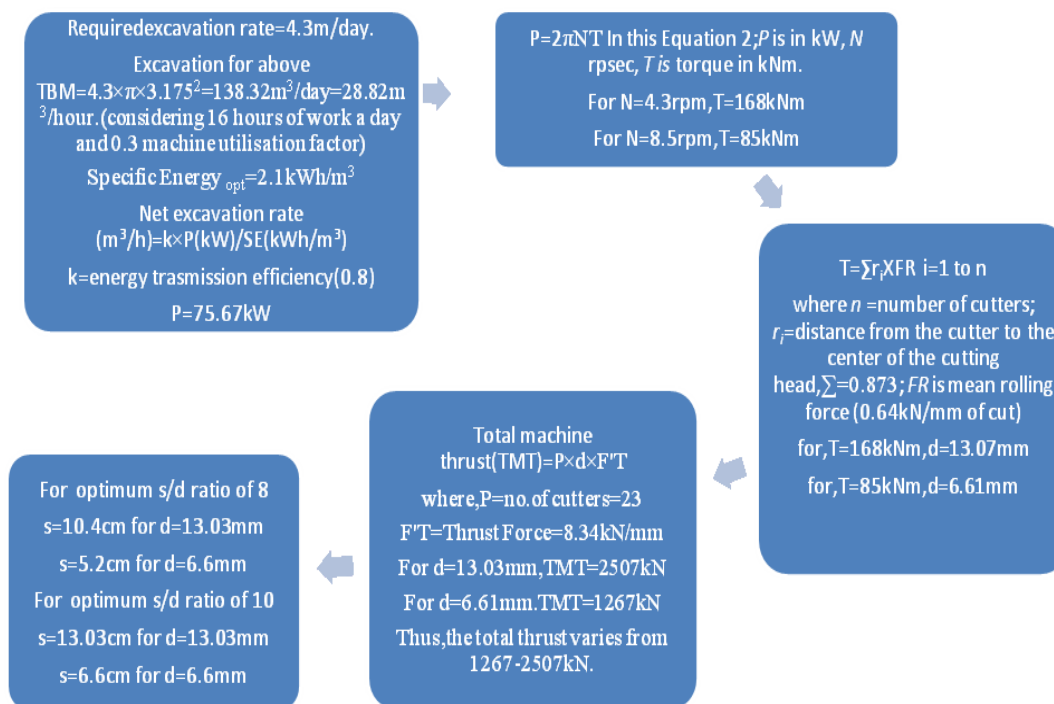 Requiredexcavation rate=4.3m/day.
Excavation for above
TBM=4.3×π×3.175²=138.32m³/day=28.82m
³/hour.(considering 16 hours of work a day
and 0.3 machine utilisation factor)
Specific Energy opt=2.1kWh/m³
Net excavation rate
(m³/h)=k×P(kW)/SE(kWh/m³)
k=energy trasmission efficiency(0.8)
P=75.67kW
P=2πNT In this Equation 2;P is in kW, N
rpsec, T is torque in kNm.
For N=4.3rpm,T=168kNm
For N=8.5rpm,T=85kNm
T=∑rᵢXFR i=1 to n
where n =number of cutters;
rᵢ=distance from the cutter to the
center of the cutting
head,∑=0.873; FR is mean rolling
force (0.64kN/mm of cut)
for,T=168kNm,d=13.07mm
for,T=85kNm,d=6.61mm
Total machine
thrust(TMT)=P×d×F'T
where,P=no.of cutters=23
F'T=Thrust Force=8.34kN/mm
For d=13.03mm,TMT=2507kN
For d=6.61mm.TMT=1267kN
Thus,the total thrust varies from
1267-2507kN.
For optimum s/d ratio of 8
s=10.4cm for d=13.03mm
s=5.2cm for d=6.6mm
For optimum s/d ratio of 10
s=13.03cm for d=13.03mm
s=6.6cm for d=6.6mm